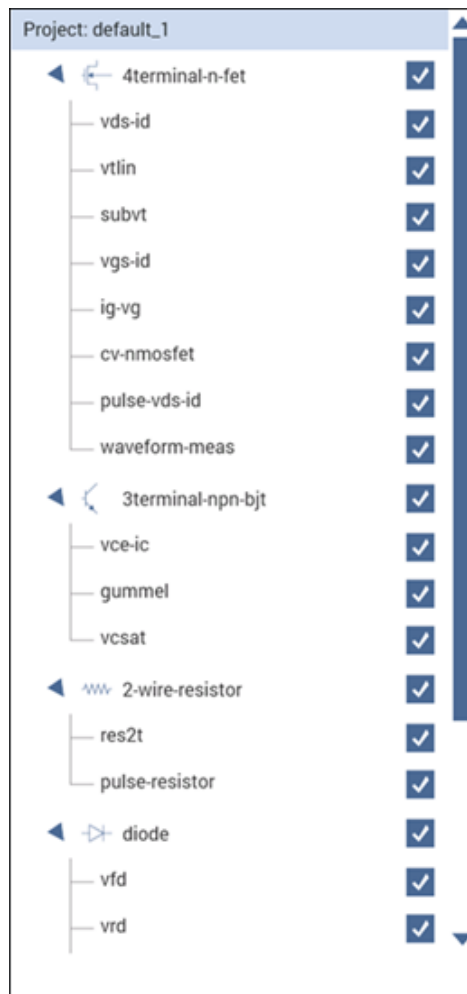 Project: default_1
4terminal-n-fet
vds-id
vtlin
subvt
vgs-id
ig-vg
cv-nmosfet
pulse-vds-id
waveform-meas
3terminal-npn-bjt
vce-ic
gummel
vcsat
2-wire-resistor
res2t
pulse-resistor
diode
vfd
vrd